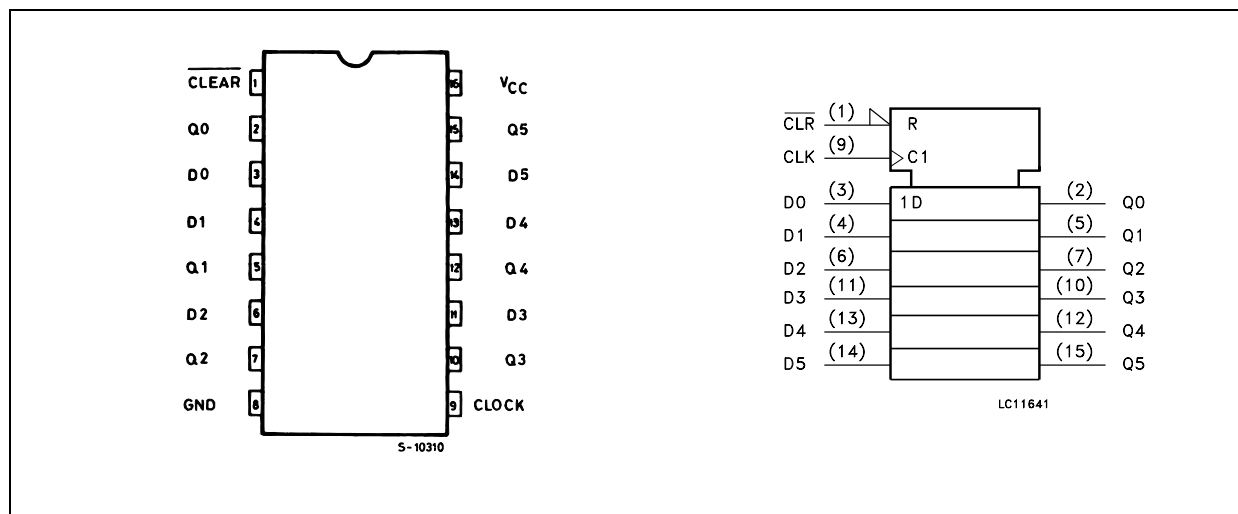 CLEAR 1 16 VCC
Q0 2 15 Q5
D0 3 14 D5
D1 4 13 D4
Q1 5 12 Q4
D2 6 11 D3
Q2 7 10 Q3
GND 8 9 CLOCK
S-10310
CLR (1) R
CLK (9) C1
D0 (3) 1D (2) Q0
D1 (4) (5) Q1
D2 (6) (7) Q2
D3 (11) (10) Q3
D4 (13) (12) Q4
D5 (14) (15) Q5
LC11641